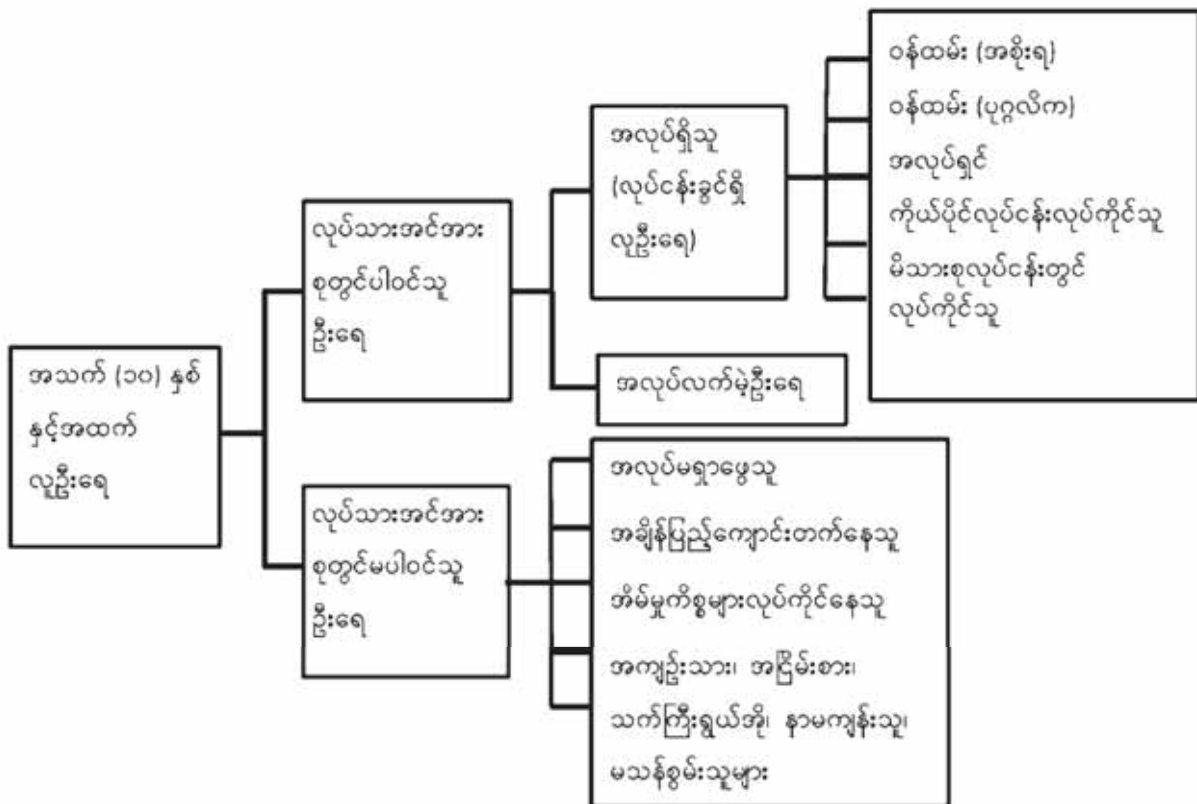 အသက် (၁၀) နှစ်
နှင့်အထက်
လူဦးရေ
လုပ်သားအင်အား
စုတွင်ပါဝင်သူ
ဦးရေ
လုပ်သားအင်အား
စုတွင်မပါဝင်သူ
ဦးရေ
အလုပ်ရှိသူ
(လုပ်ငန်းခွင်ရှိ
လူဦးရေ)
အလုပ်လက်မဲ့ဦးရေ
ဝန်ထမ်း (အစိုးရ)
ဝန်ထမ်း (ပုဂ္ဂလိက)
အလုပ်ရှင်
ကိုယ်ပိုင်လုပ်ငန်းလုပ်ကိုင်သူ
မိသားစုလုပ်ငန်းတွင်
လုပ်ကိုင်သူ
အလုပ်မရှာဖွေသူ
အချိန်ပြည့်ကျောင်းတက်နေသူ
အိမ်မှုကိစ္စများလုပ်ကိုင်နေသူ
အကျဉ်းသား၊ အငြိမ်းစား၊
သက်ကြီးရွယ်အို၊ နာမကျန်းသူ၊
မသန်စွမ်းသူများ